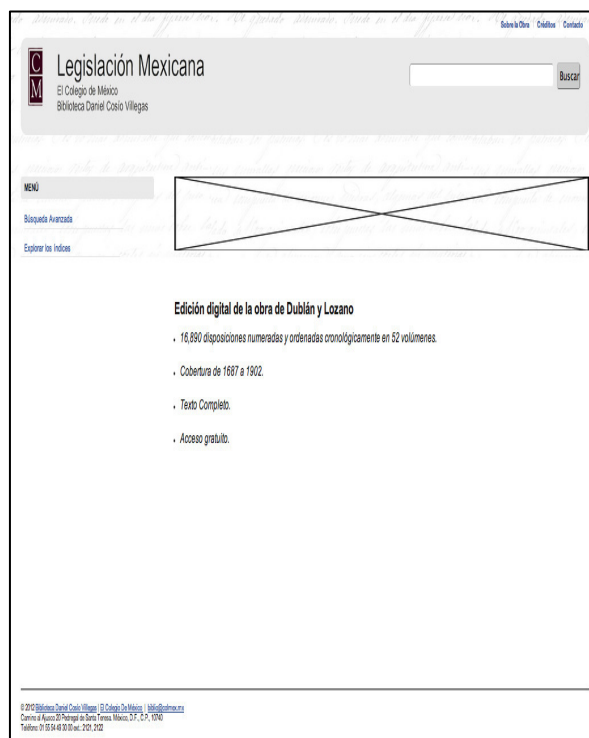 Sobre la Obra Créditos Contacto
C
M
Legislación Mexicana
El Colegio de México
Biblioteca Daniel Cosío Villegas
Buscar
MENÚ
Búsqueda Avanzada
Explorar los índices
Edición digital de la obra de Dublán y Lozano
• 16,890 disposiciones numeradas y ordenadas cronológicamente en 52 volúmenes.
• Cobertura de 1687 a 1902.
• Texto Completo.
• Acceso gratuito.
© 2012 Biblioteca Daniel Cosío Villegas | El Colegio De México | biblio@colmex.mx
Camino al Ajusco 20 Pedregal de Santa Teresa. México, D.F., C.P., 10740
Teléfono: 01 55 54 49 30 00 ext.: 2121, 2122